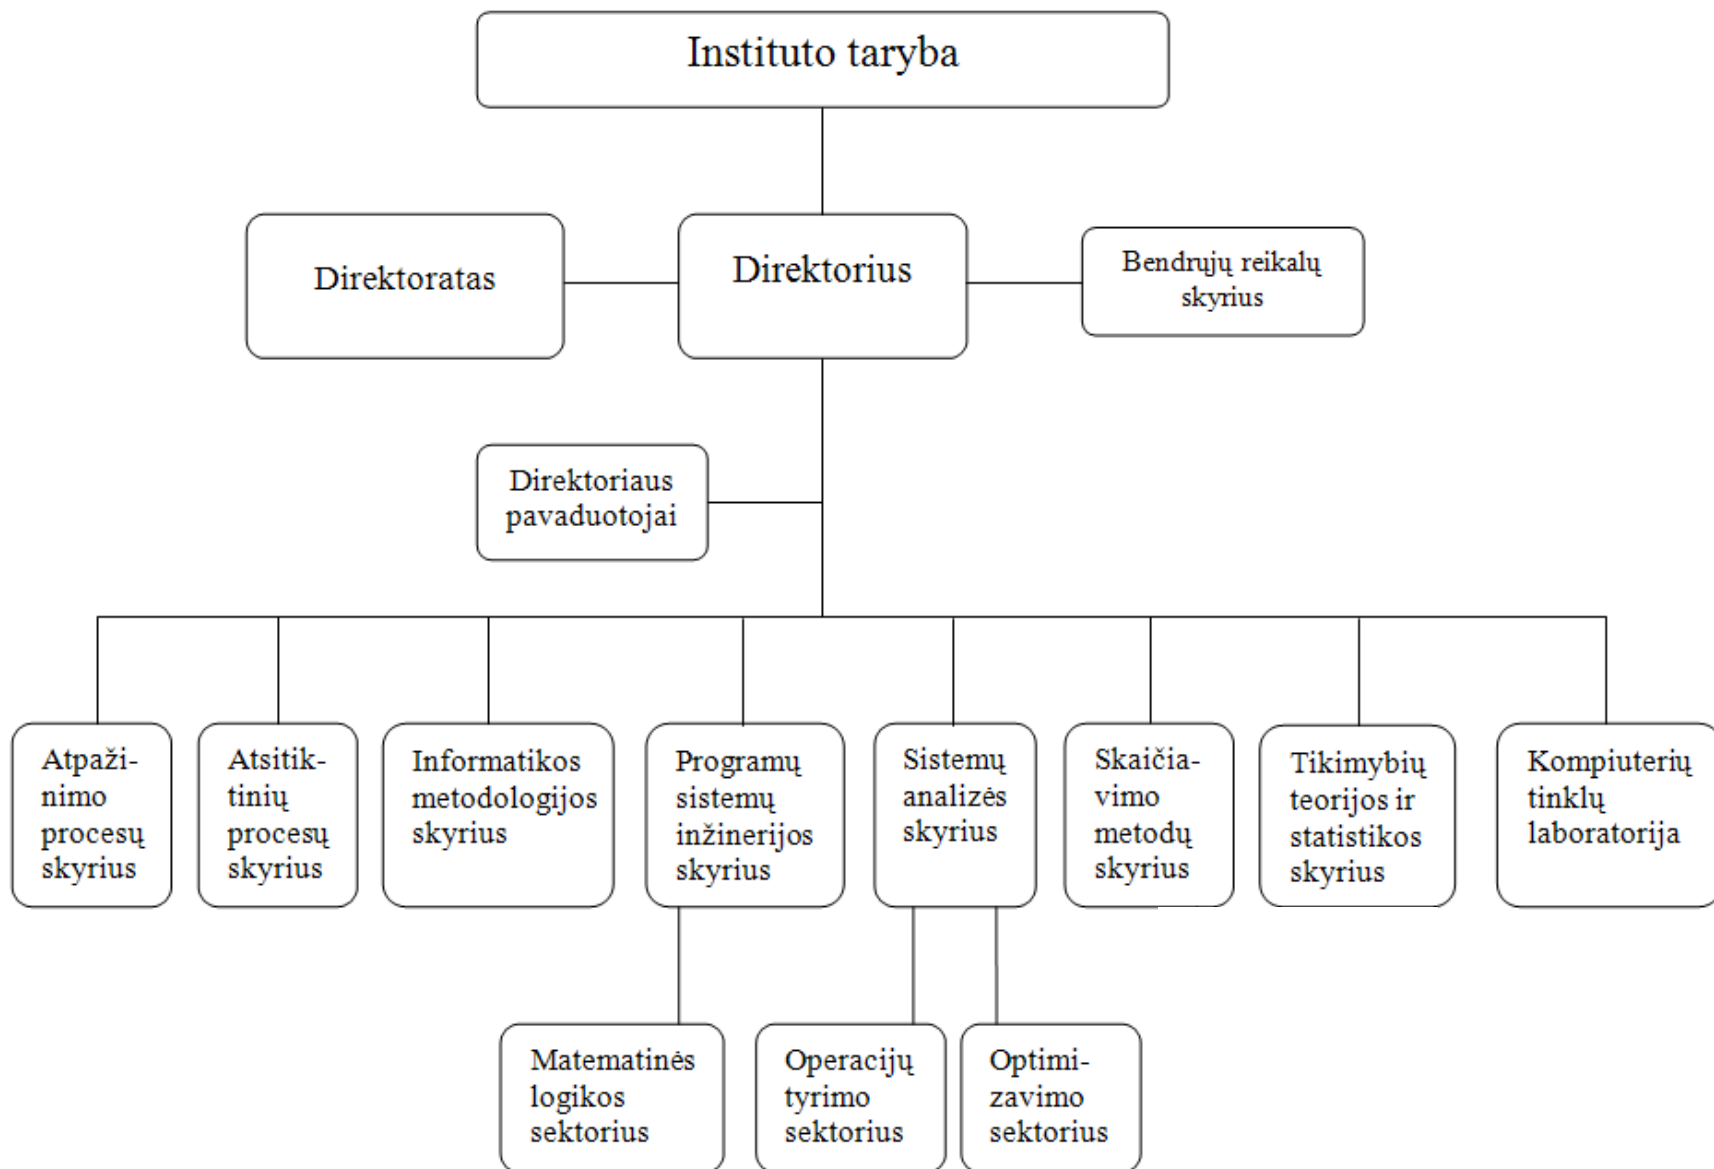 Instituto taryba
Direktoratas
Direktorius
Bendrųjų reikalų
skyrius
Direktoriaus
pavaduotojai
Atpaži-
nimo
procesų
skyrius
Atsitik-
tinių
procesų
skyrius
Informatikos
metodologijos
skyrius
Programų
sistemų
inžinerijos
skyrius
Sistemų
analizės
skyrius
Skaičia-
vimo
metodų
skyrius
Tikimybių
teorijos ir
statistikos
skyrius
Kompiuterių
tinklų
laboratorija
Matematinės
logikos
sektorius
Operacijų
tyrimo
sektorius
Optimi-
zavimo
sektorius